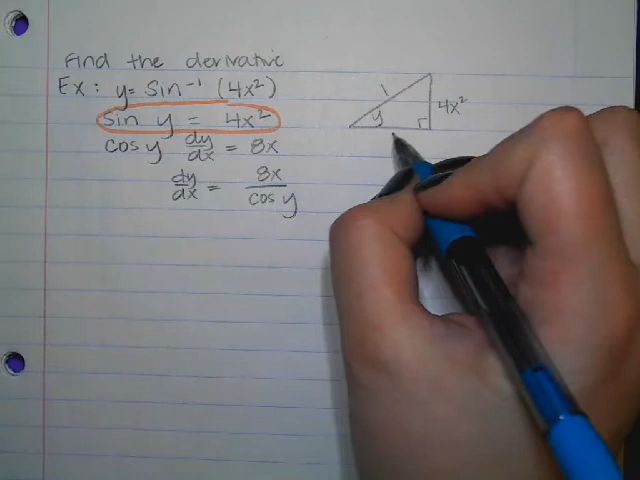 Find the derivative
Ex: y = sin⁻¹ (4x²)
sin y = 4x²
cos y dy/dx = 8x
dy/dx = 8x/cos y
1
4x²
y